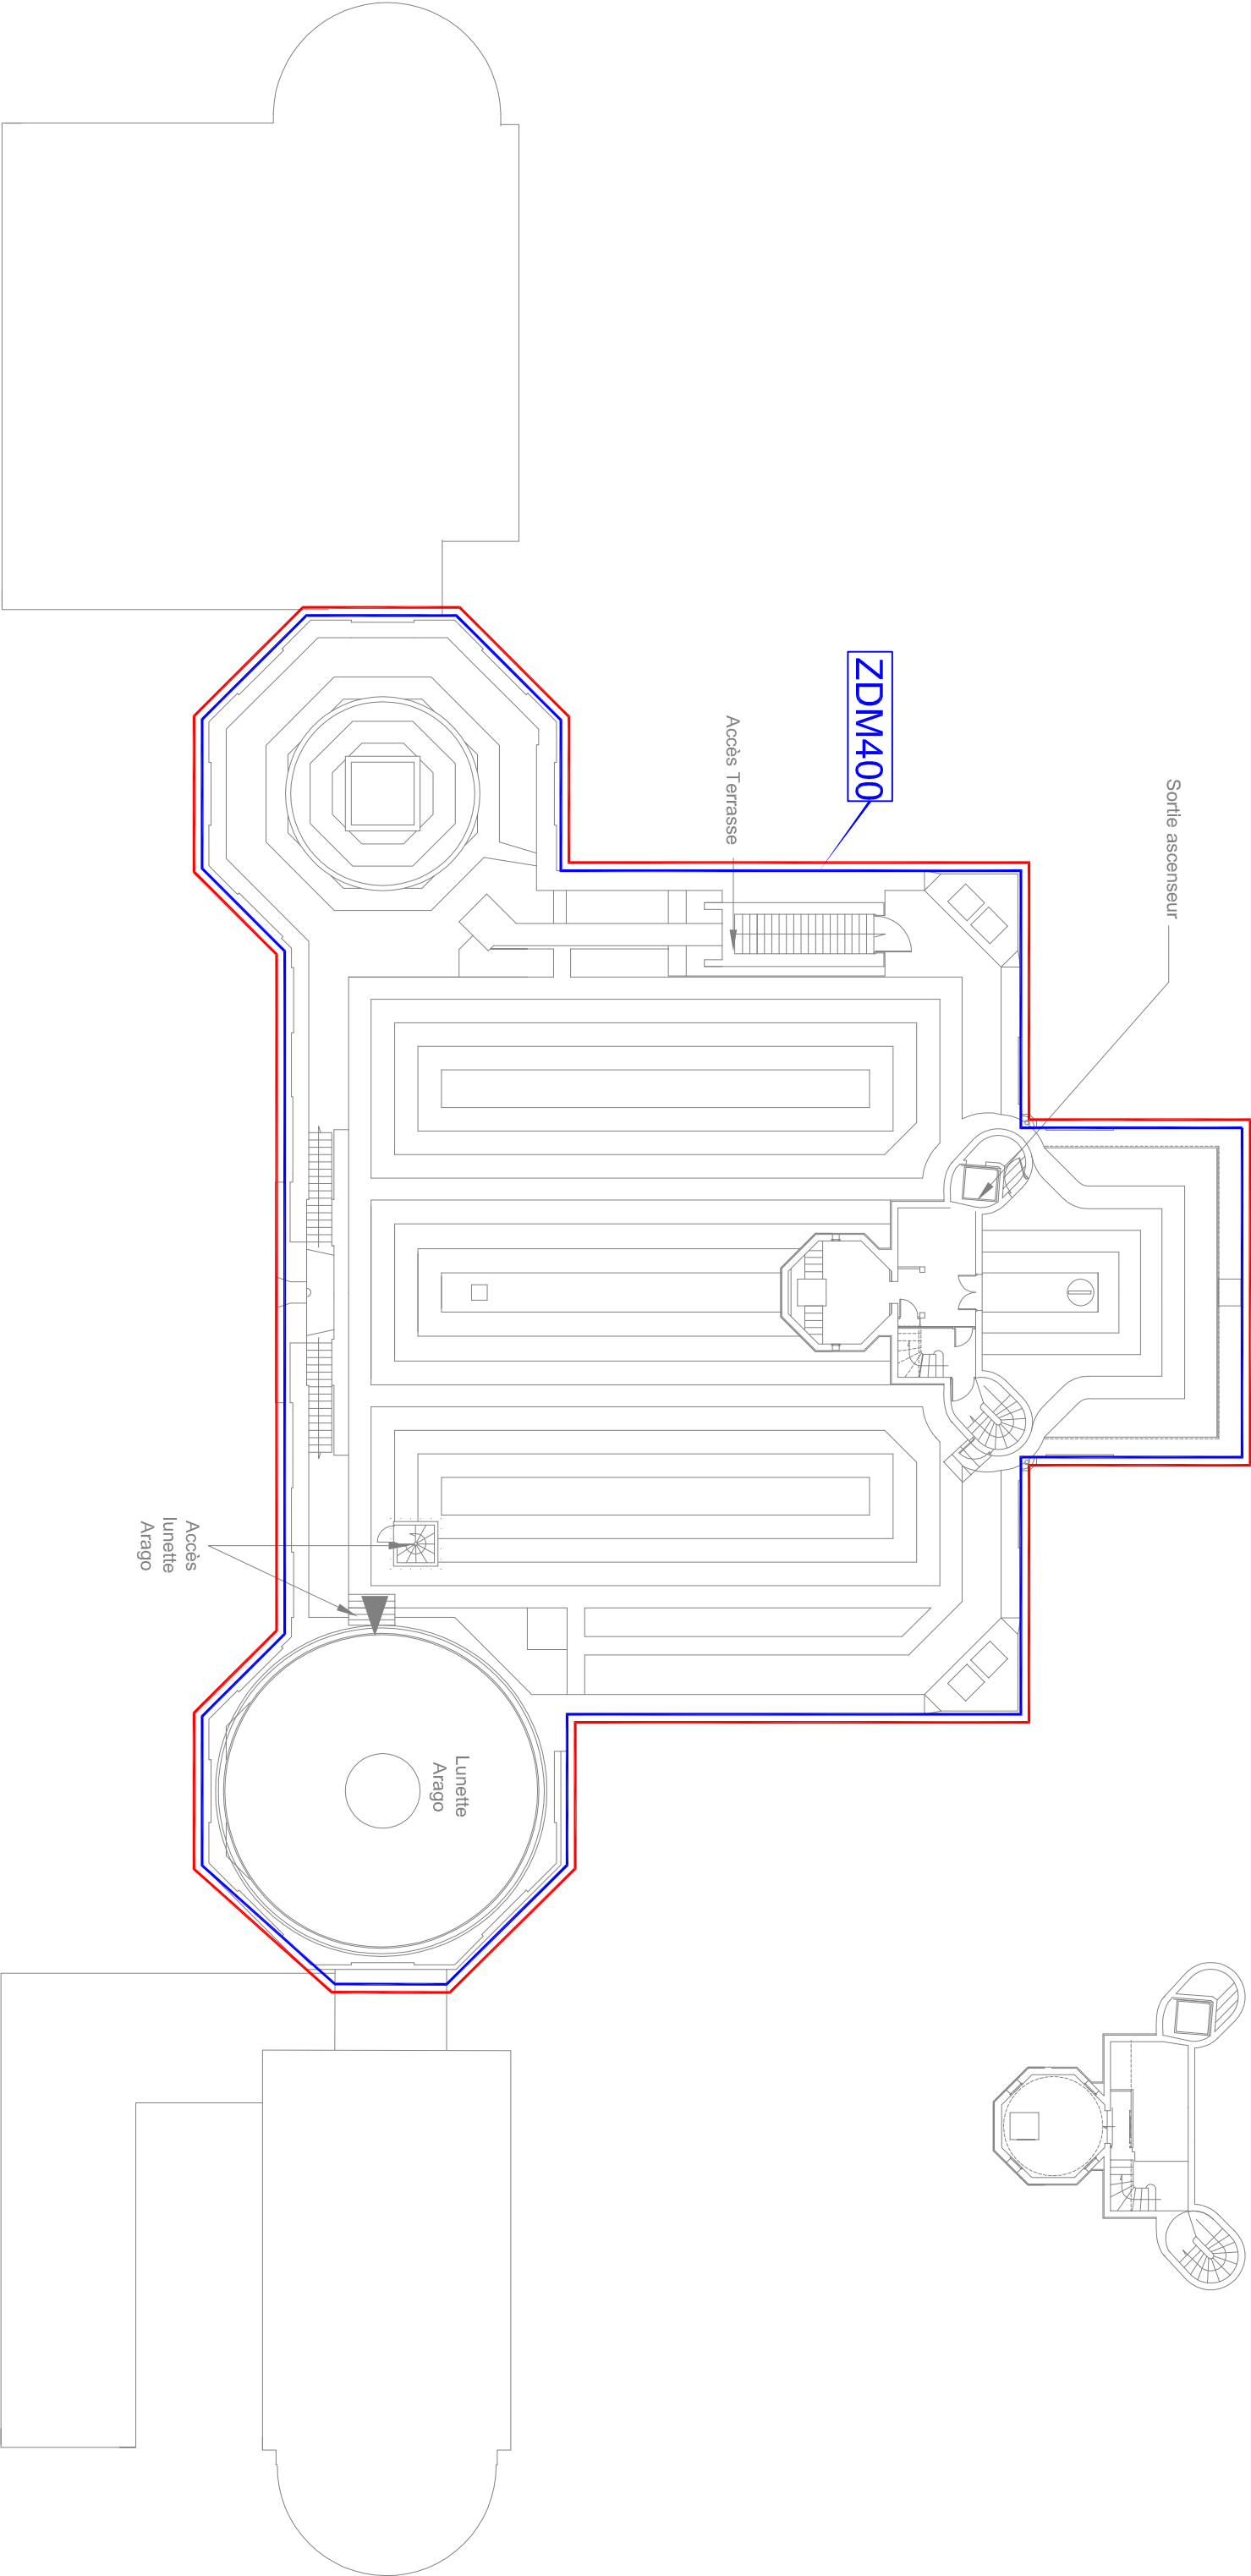 Sortie ascenseur
ZDM400
Accès Terrasse
Accès
lunette
Arago
Lunette
Arago